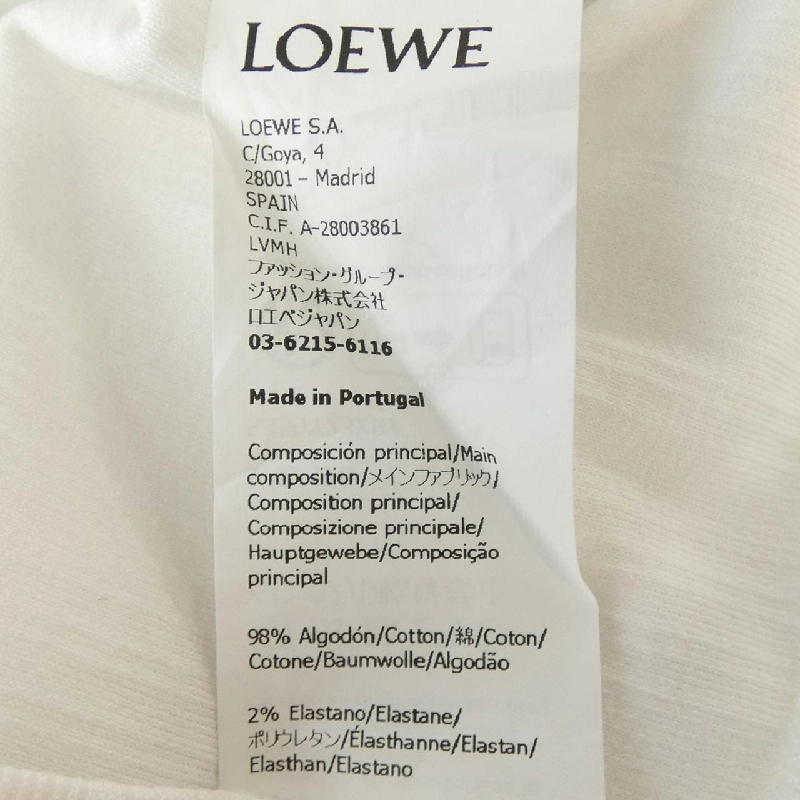 LOEWE
LOEWE S.A.
C/Goya, 4
28001 – Madrid
SPAIN
C.I.F. A-28003861
LVMH
ファッション・グループ・
ジャパン株式会社
ロエベジャパン
03-6215-6116
Made in Portugal
Composición principal/Main
composition/メインファブリック/
Composition principal/
Composizione principale/
Hauptgewebe/Composição
principal
98% Algodón/Cotton/綿/Coton/
Cotone/Baumwolle/Algodão
2% Elastano/Elastane/
ポリウレタン/Élasthanne/Elastan/
Elasthan/Elastano